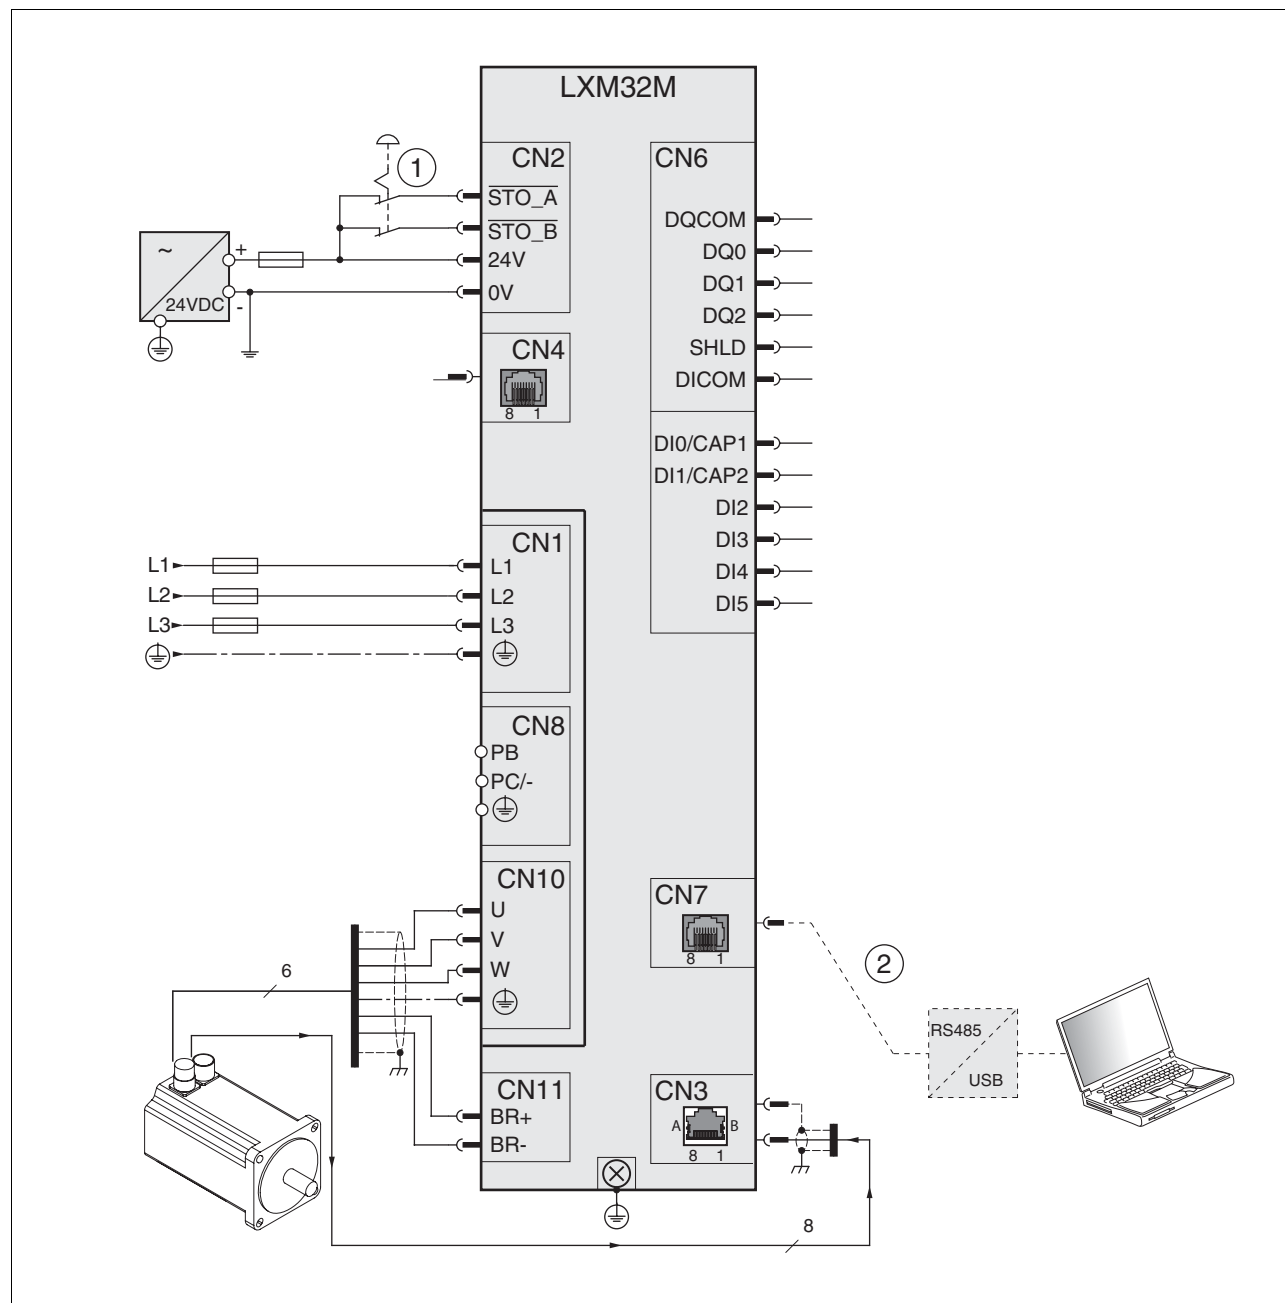 LXM32M
CN2
1
STO_A
STO_B
24V
0V
~
24VDC
+
-
CN4
8 1
CN6
DQCOM
DQ0
DQ1
DQ2
SHLD
DICOM
DI0/CAP1
DI1/CAP2
DI2
DI3
DI4
DI5
CN1
L1 L1
L2 L2
L3 L3
CN8
PB
PC/-
CN10
U
V
W
6
CN7
8 1
2
RS485
USB
CN11
BR+
BR-
CN3
A B
8 1
8